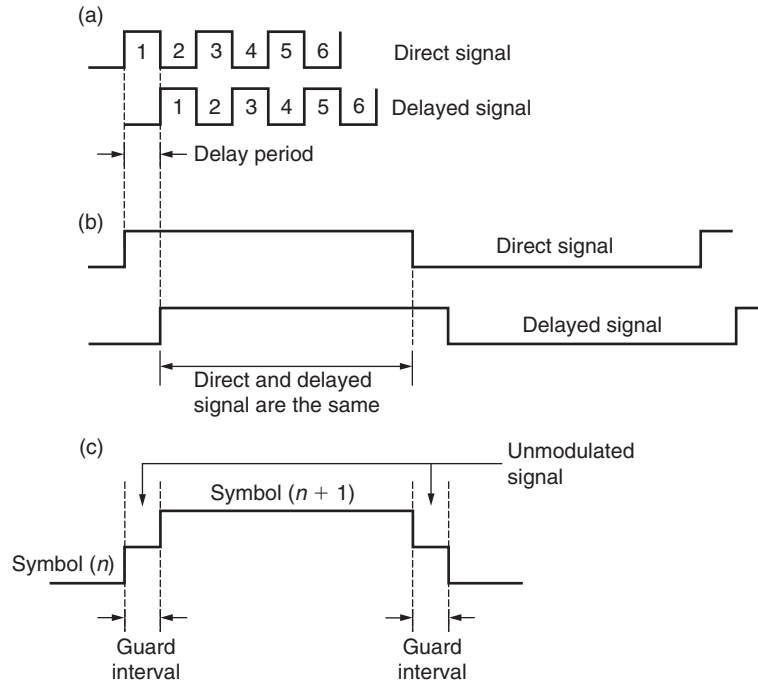 (a)
1 2 3 4 5 6
Direct signal
1 2 3 4 5 6
Delayed signal
Delay period
(b)
Direct signal
Delayed signal
Direct and delayed
signal are the same
(c)
Unmodulated
signal
Symbol (n + 1)
Symbol (n)
Guard
interval
Guard
interval